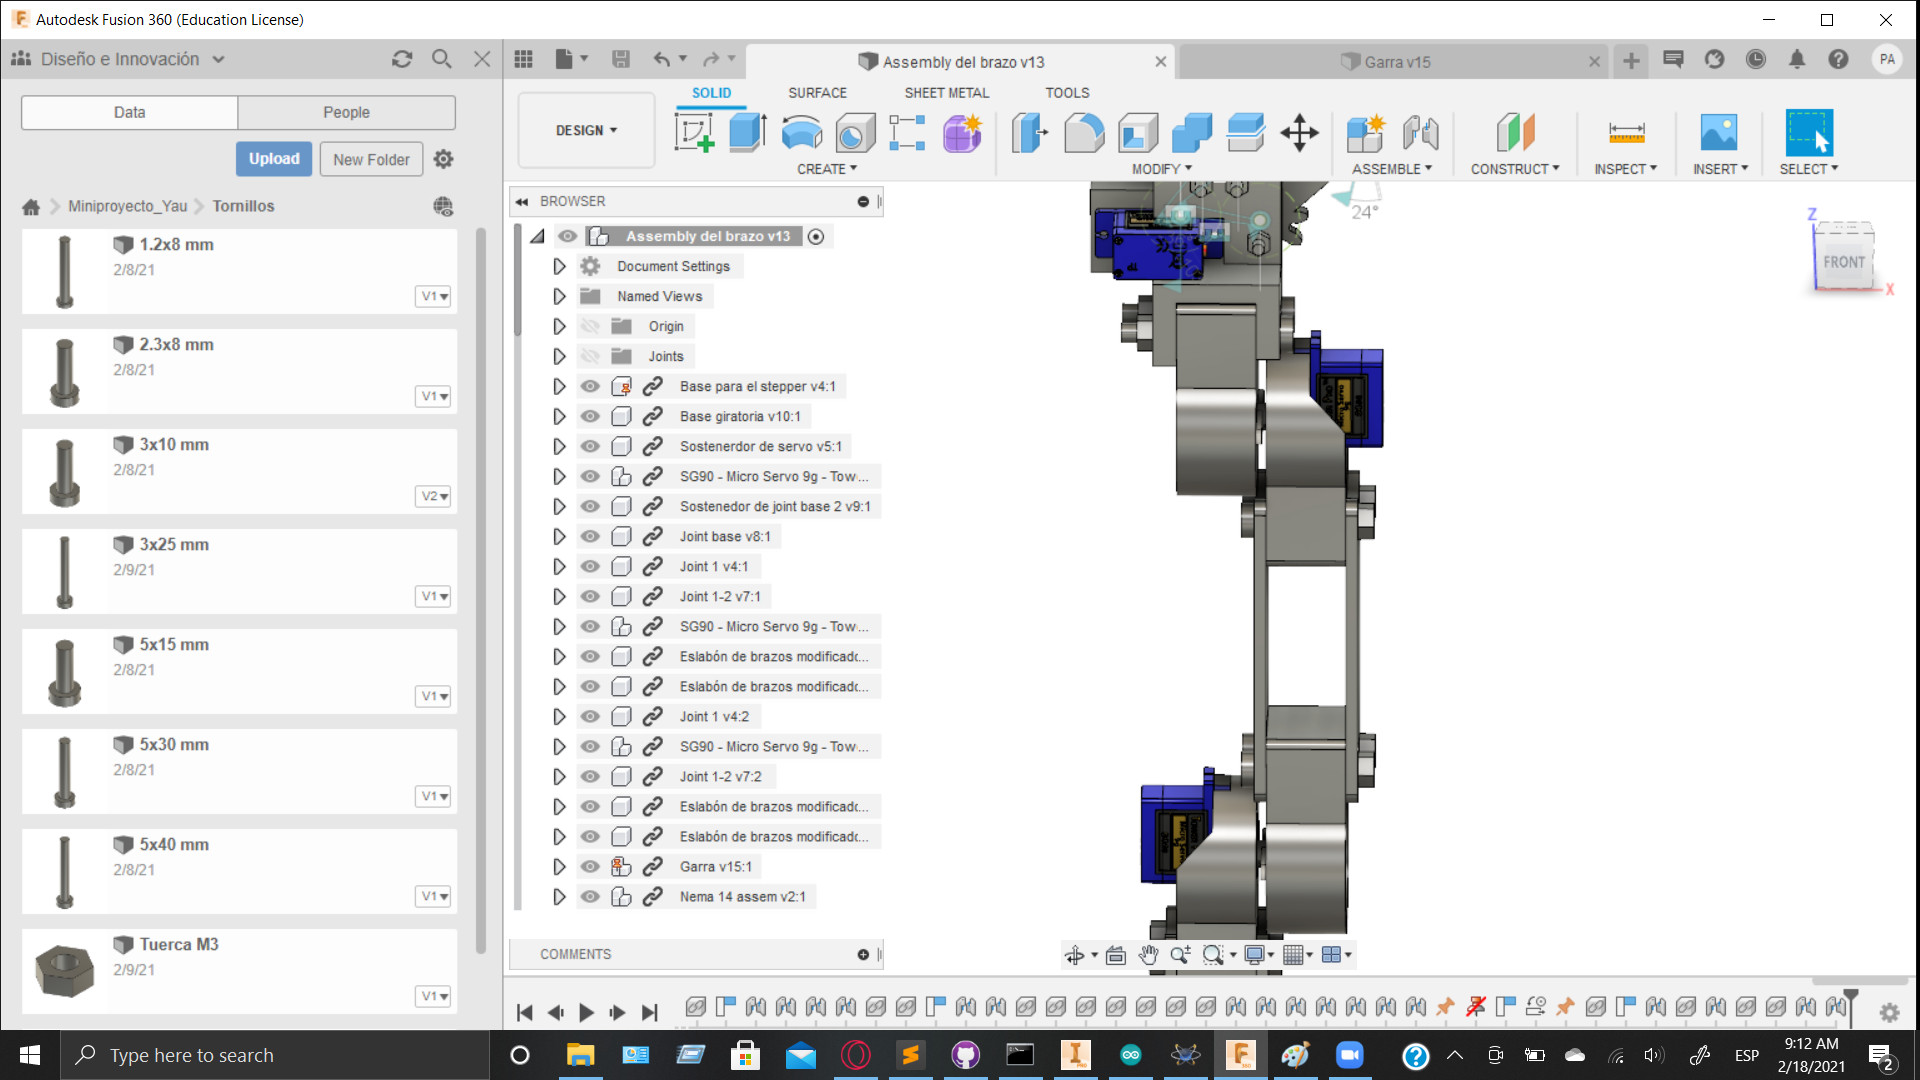 Autodesk Fusion 360 (Education License)
Diseño e Innovación
Assembly del brazo v13
Garra v15
PA
Data
People
Upload
New Folder
Miniproyecto_Yau
Tornillos
1.2x8 mm
2/8/21
V1
2.3x8 mm
2/8/21
V1
3x10 mm
2/8/21
V2
3x25 mm
2/9/21
V1
5x15 mm
2/8/21
V1
5x30 mm
2/8/21
V1
5x40 mm
2/8/21
V1
Tuerca M3
2/9/21
V1
DESIGN
SOLID
SURFACE
SHEET METAL
TOOLS
CREATE
MODIFY
ASSEMBLE
CONSTRUCT
INSPECT
INSERT
SELECT
BROWSER
Assembly del brazo v13
Document Settings
Named Views
Origin
Joints
Base para el stepper v4:1
Base giratoria v10:1
Sostenerdor de servo v5:1
SG90 - Micro Servo 9g - Tow...
Sostenedor de joint base 2 v9:1
Joint base v8:1
Joint 1 v4:1
Joint 1-2 v7:1
SG90 - Micro Servo 9g - Tow...
Eslabón de brazos modificadc...
Eslabón de brazos modificadc...
Joint 1 v4:2
SG90 - Micro Servo 9g - Tow...
Joint 1-2 v7:2
Eslabón de brazos modificado...
Eslabón de brazos modificado...
Garra v15:1
Nema 14 assem v2:1
COMMENTS
24°
Z
FRONT
X
Type here to search
ESP
9:12 AM
2/18/2021
2